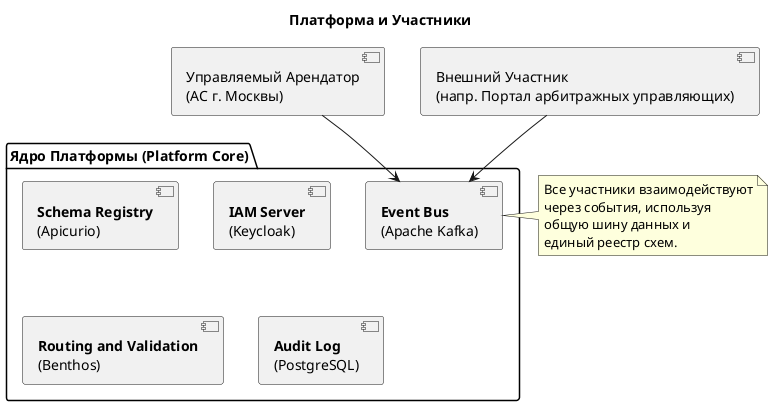 Платформа и Участники
Управляемый Арендатор
(АС г. Москвы)
Внешний Участник
(напр. Портал арбитражных управляющих)
Ядро Платформы (Platform Core)
Schema Registry
(Apicurio)
IAM Server
(Keycloak)
Event Bus
(Apache Kafka)
Все участники взаимодействуют
через события, используя
общую шину данных и
единый реестр схем.
Routing and Validation
(Benthos)
Audit Log
(PostgreSQL)